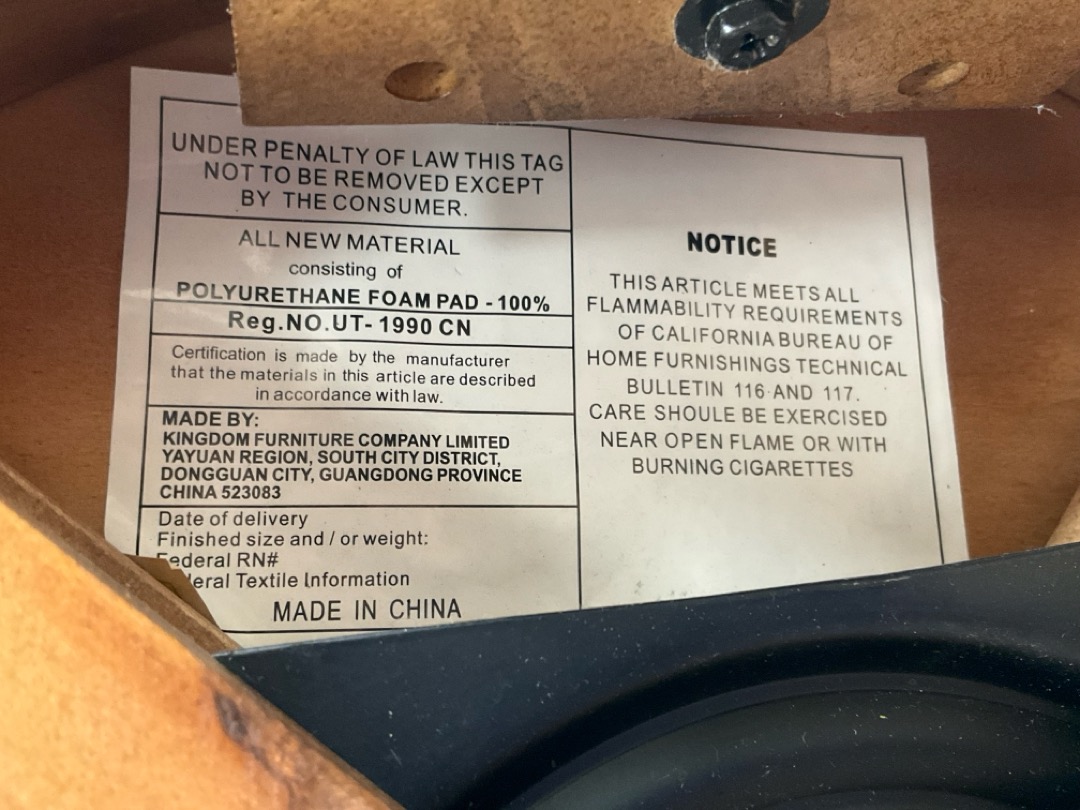 UNDER PENALTY OF LAW THIS TAG
NOT TO BE REMOVED EXCEPT
BY THE CONSUMER.
ALL NEW MATERIAL
consisting of
POLYURETHANE FOAM PAD - 100%
Reg.NO.UT- 1990 CN
Certification is made by the manufacturer
that the materials in this article are described
in accordance with law.
MADE BY:
KINGDOM FURNITURE COMPANY LIMITED
YAYUAN REGION, SOUTH CITY DISTRICT,
DONGGUAN CITY, GUANGDONG PROVINCE
CHINA 523083
Date of delivery
Finished size and / or weight:
Federal RN#
eral Textile Information
MADE IN CHINA
NOTICE
THIS ARTICLE MEETS ALL
FLAMMABILITY REQUIREMENTS
OF CALIFORNIA BUREAU OF
HOME FURNISHINGS TECHNICAL
BULLETIN 116 AND 117.
CARE SHOULE BE EXERCISED
NEAR OPEN FLAME OR WITH
BURNING CIGARETTES